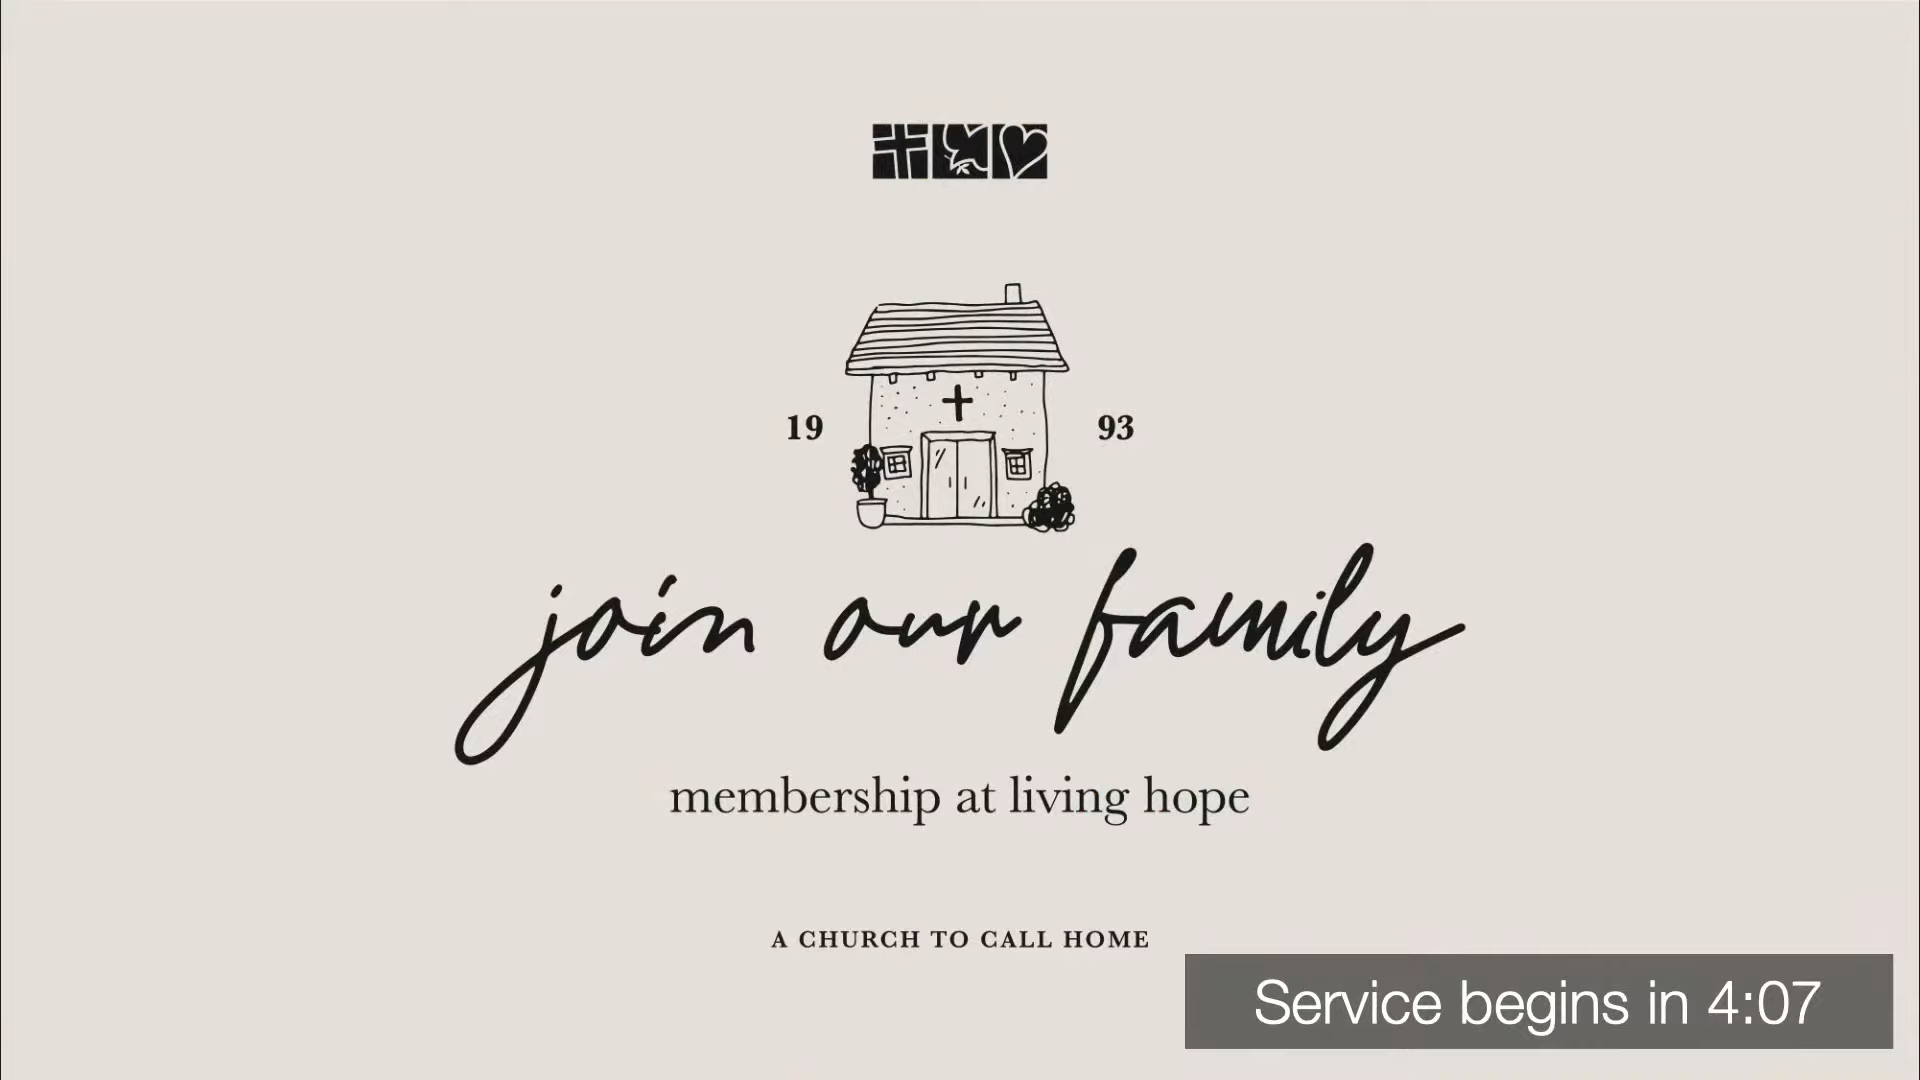 19 93
join our family
membership at living hope
A CHURCH TO CALL HOME
Service begins in 4:07